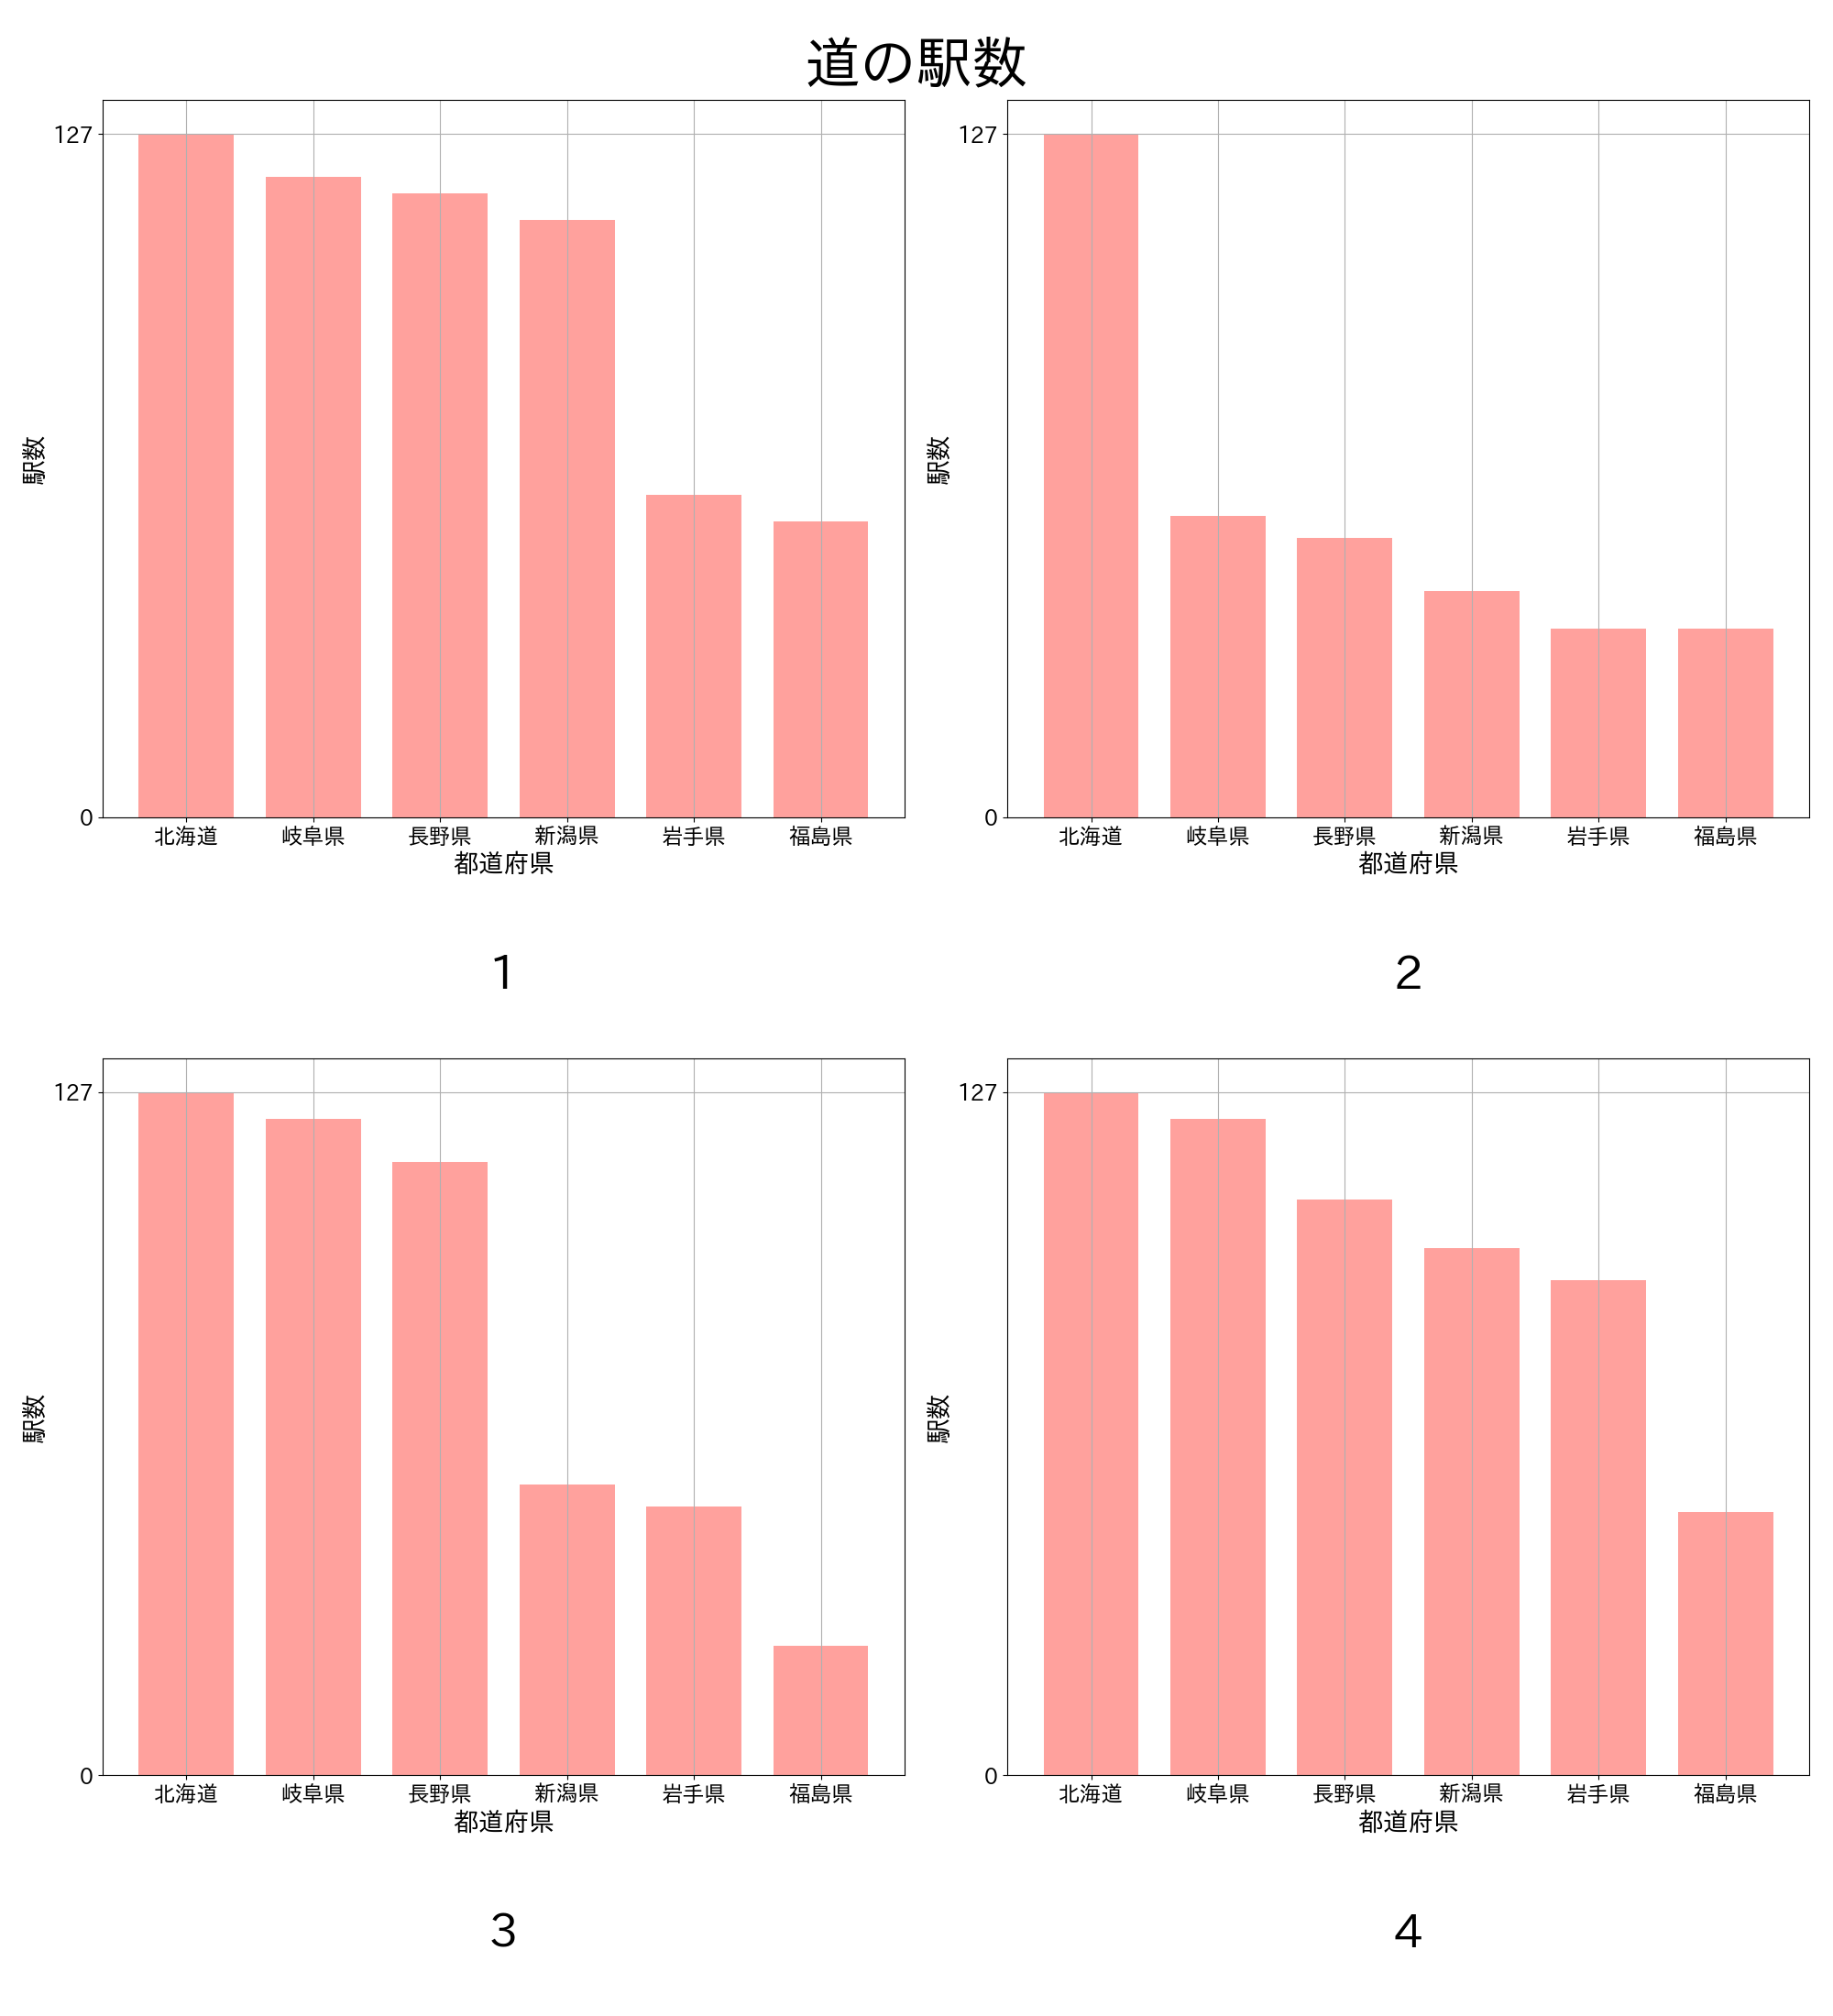 道の駅数
127
0
駅数
北海道 岐阜県 長野県 新潟県 岩手県 福島県
都道府県
1
127
0
駅数
北海道 岐阜県 長野県 新潟県 岩手県 福島県
都道府県
2
127
0
駅数
北海道 岐阜県 長野県 新潟県 岩手県 福島県
都道府県
3
127
0
駅数
北海道 岐阜県 長野県 新潟県 岩手県 福島県
都道府県
4